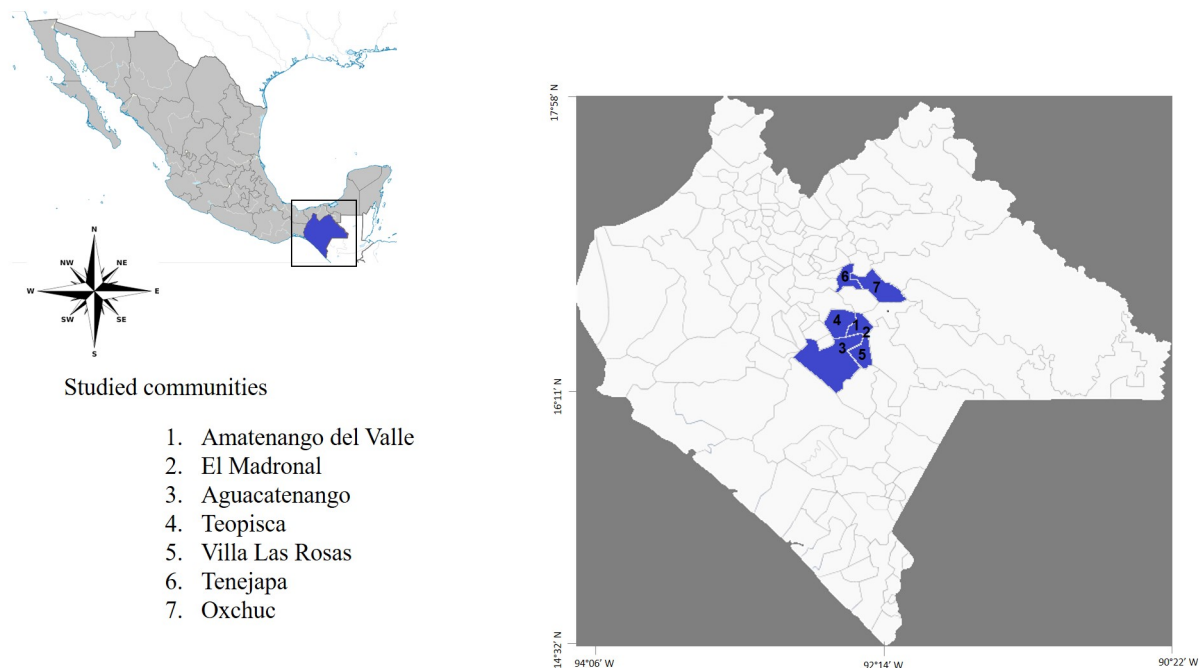 N
NW
NE
W
E
SW
SE
S
Studied communities
1. Amatenango del Valle
2. El Madronal
3. Aguacatenango
4. Teopisca
5. Villa Las Rosas
6. Tenejapa
7. Oxchuc
17°58' N
6
7
4
1
2
3
5
16°11' N
14°32' N
94°06' W
92°14' W
90°22' W